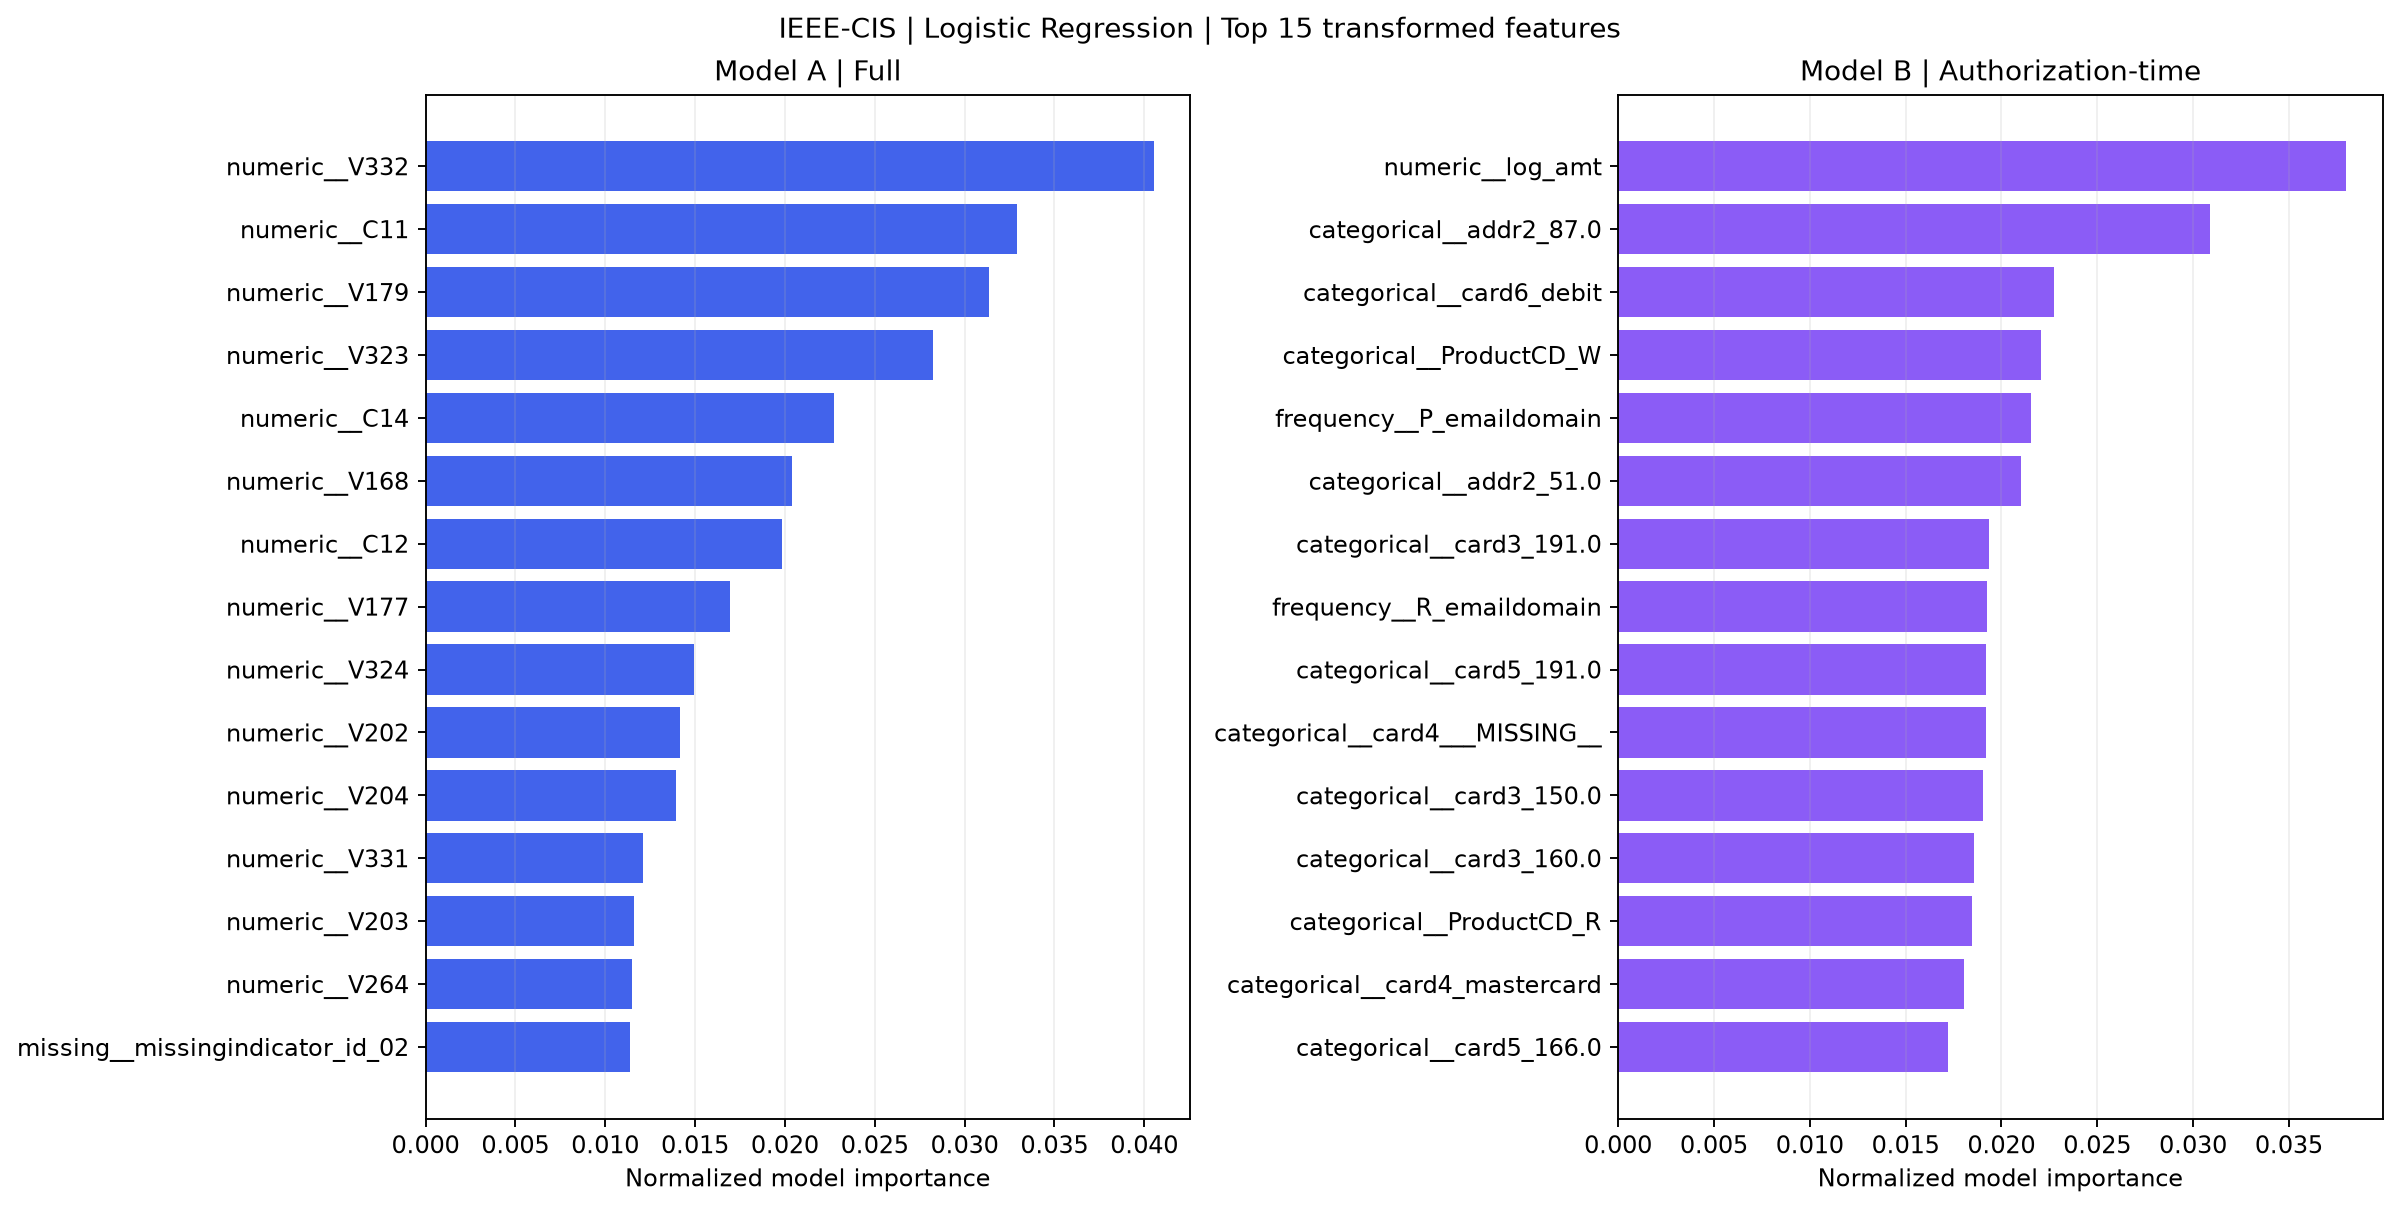 IEEE-CIS | Logistic Regression | Top 15 transformed features
Model A | Full
numeric__V332
numeric__C11
numeric__V179
numeric__V323
numeric__C14
numeric__V168
numeric__C12
numeric__V177
numeric__V324
numeric__V202
numeric__V204
numeric__V331
numeric__V203
numeric__V264
missing__missingindicator_id_02
0.000 0.005 0.010 0.015 0.020 0.025 0.030 0.035 0.040
Normalized model importance
Model B | Authorization-time
numeric__log_amt
categorical__addr2_87.0
categorical__card6_debit
categorical__ProductCD_W
frequency__P_emaildomain
categorical__addr2_51.0
categorical__card3_191.0
frequency__R_emaildomain
categorical__card5_191.0
categorical__card4___MISSING__
categorical__card3_150.0
categorical__card3_160.0
categorical__ProductCD_R
categorical__card4_mastercard
categorical__card5_166.0
0.000 0.005 0.010 0.015 0.020 0.025 0.030 0.035
Normalized model importance